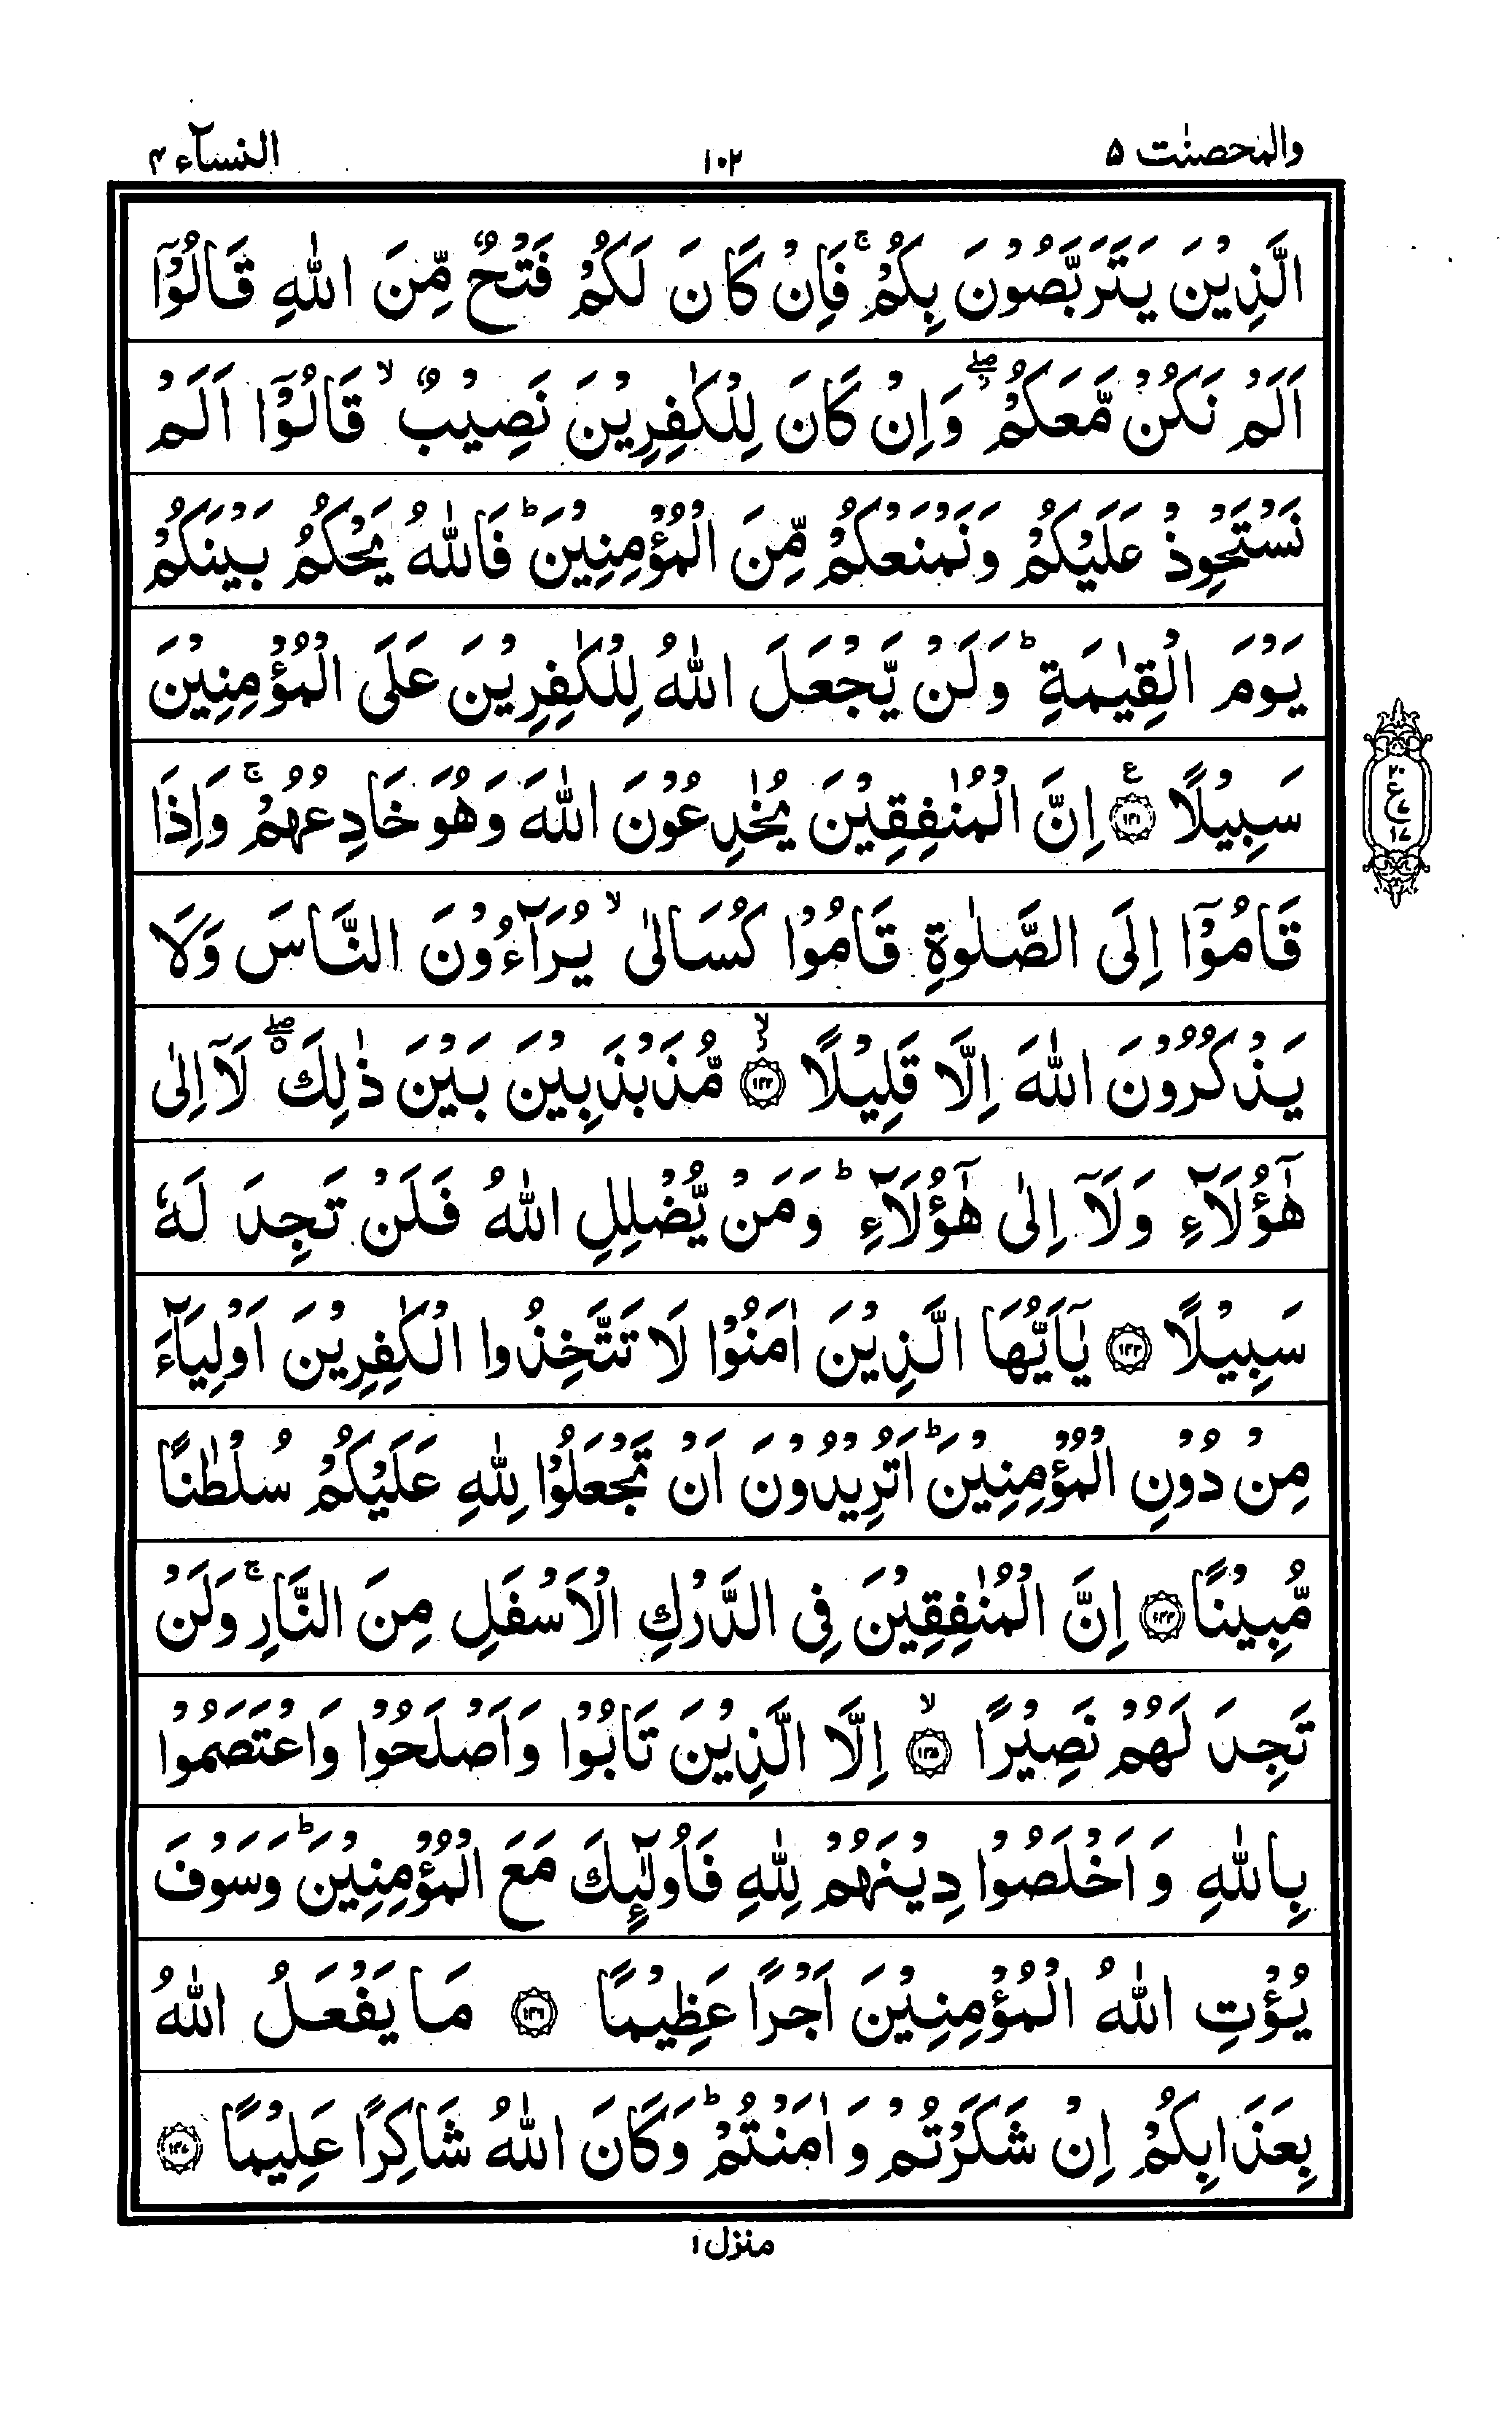 والمحصنٰت ۵ ۱۰۲ النسآء ۴
الَّذِیْنَ یَتَرَبَّصُوْنَ بِكُمْ ۚ فَاِنْ كَانَ لَكُمْ فَتْحٌ مِّنَ اللّٰهِ قَالُوْۤا
اَلَمْ نَكُنْ مَّعَكُمْ ۖؗ وَاِنْ كَانَ لِلْكٰفِرِیْنَ نَصِیْبٌ ۙ قَالُوْۤا اَلَمْ
نَسْتَحْوِذْ عَلَیْكُمْ وَنَمْنَعْكُمْ مِّنَ الْمُؤْمِنِیْنَ ؕ فَاللّٰهُ یَحْكُمُ بَیْنَكُمْ
یَوْمَ الْقِیٰمَةِ ؕ وَلَنْ یَّجْعَلَ اللّٰهُ لِلْكٰفِرِیْنَ عَلَی الْمُؤْمِنِیْنَ
سَبِیْلًا ۠ ﴿۱۴۱﴾ اِنَّ الْمُنٰفِقِیْنَ یُخٰدِعُوْنَ اللّٰهَ وَهُوَ خَادِعُهُمْ ۚ وَاِذَا
۲۰ ع ۷ ۱۷
قَامُوْۤا اِلَی الصَّلٰوةِ قَامُوْا كُسَالٰی ۙ یُرَآءُوْنَ النَّاسَ وَلَا
یَذْكُرُوْنَ اللّٰهَ اِلَّا قَلِیْلًا ۙ ﴿۱۴۲﴾ مُّذَبْذَبِیْنَ بَیْنَ ذٰلِكَ ۖۗ لَاۤ اِلٰی
هٰۤؤُلَآءِ وَلَاۤ اِلٰی هٰۤؤُلَآءِ ؕ وَمَنْ یُّضْلِلِ اللّٰهُ فَلَنْ تَجِدَ لَهٗ
سَبِیْلًا ﴿۱۴۳﴾ یٰۤاَیُّهَا الَّذِیْنَ اٰمَنُوْا لَا تَتَّخِذُوا الْكٰفِرِیْنَ اَوْلِیَآءَ
مِنْ دُوْنِ الْمُؤْمِنِیْنَ ؕ اَتُرِیْدُوْنَ اَنْ تَجْعَلُوْا لِلّٰهِ عَلَیْكُمْ سُلْطٰنًا
مُّبِیْنًا ﴿۱۴۴﴾ اِنَّ الْمُنٰفِقِیْنَ فِی الدَّرْكِ الْاَسْفَلِ مِنَ النَّارِ ۚ وَلَنْ
تَجِدَ لَهُمْ نَصِیْرًا ۙ ﴿۱۴۵﴾ اِلَّا الَّذِیْنَ تَابُوْا وَاَصْلَحُوْا وَاعْتَصَمُوْا
بِاللّٰهِ وَاَخْلَصُوْا دِیْنَهُمْ لِلّٰهِ فَاُولٰٓىِٕكَ مَعَ الْمُؤْمِنِیْنَ ؕ وَسَوْفَ
یُؤْتِ اللّٰهُ الْمُؤْمِنِیْنَ اَجْرًا عَظِیْمًا ﴿۱۴۶﴾ مَا یَفْعَلُ اللّٰهُ
بِعَذَابِكُمْ اِنْ شَكَرْتُمْ وَاٰمَنْتُمْ ؕ وَكَانَ اللّٰهُ شَاكِرًا عَلِیْمًا ﴿۱۴۷﴾
منزل ۱